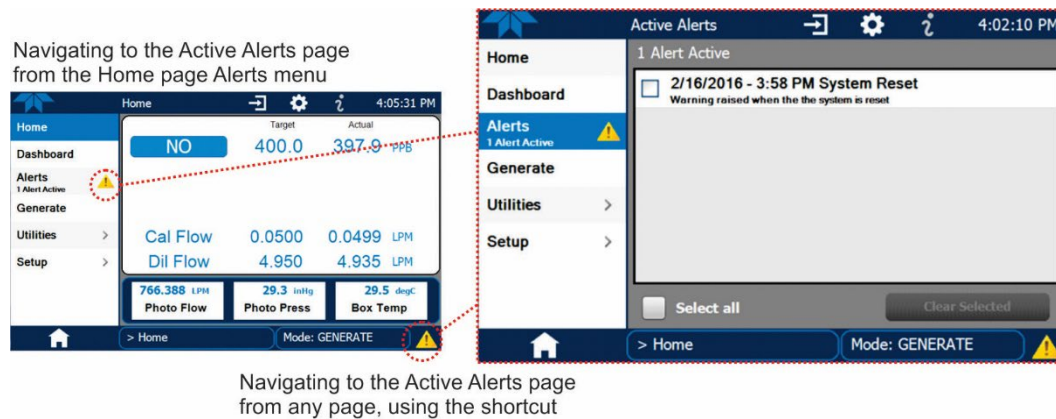 Navigating to the Active Alerts page
from the Home page Alerts menu
Home
4:05:31 PM
Home
Dashboard
Alerts
1 Alert Active
Generate
Utilities >
Setup >
Target Actual
NO 400.0 397.9 PPB
Cal Flow 0.0500 0.0499 LPM
Dil Flow 4.950 4.935 LPM
766.388 LPM
Photo Flow
29.3 inHg
Photo Press
29.5 degC
Box Temp
> Home
Mode: GENERATE
Active Alerts
4:02:10 PM
Home
Dashboard
Alerts
1 Alert Active
Generate
Utilities >
Setup >
1 Alert Active
2/16/2016 - 3:58 PM System Reset
Warning raised when the the system is reset
Select all
Clear Selected
> Home
Mode: GENERATE
Navigating to the Active Alerts page
from any page, using the shortcut